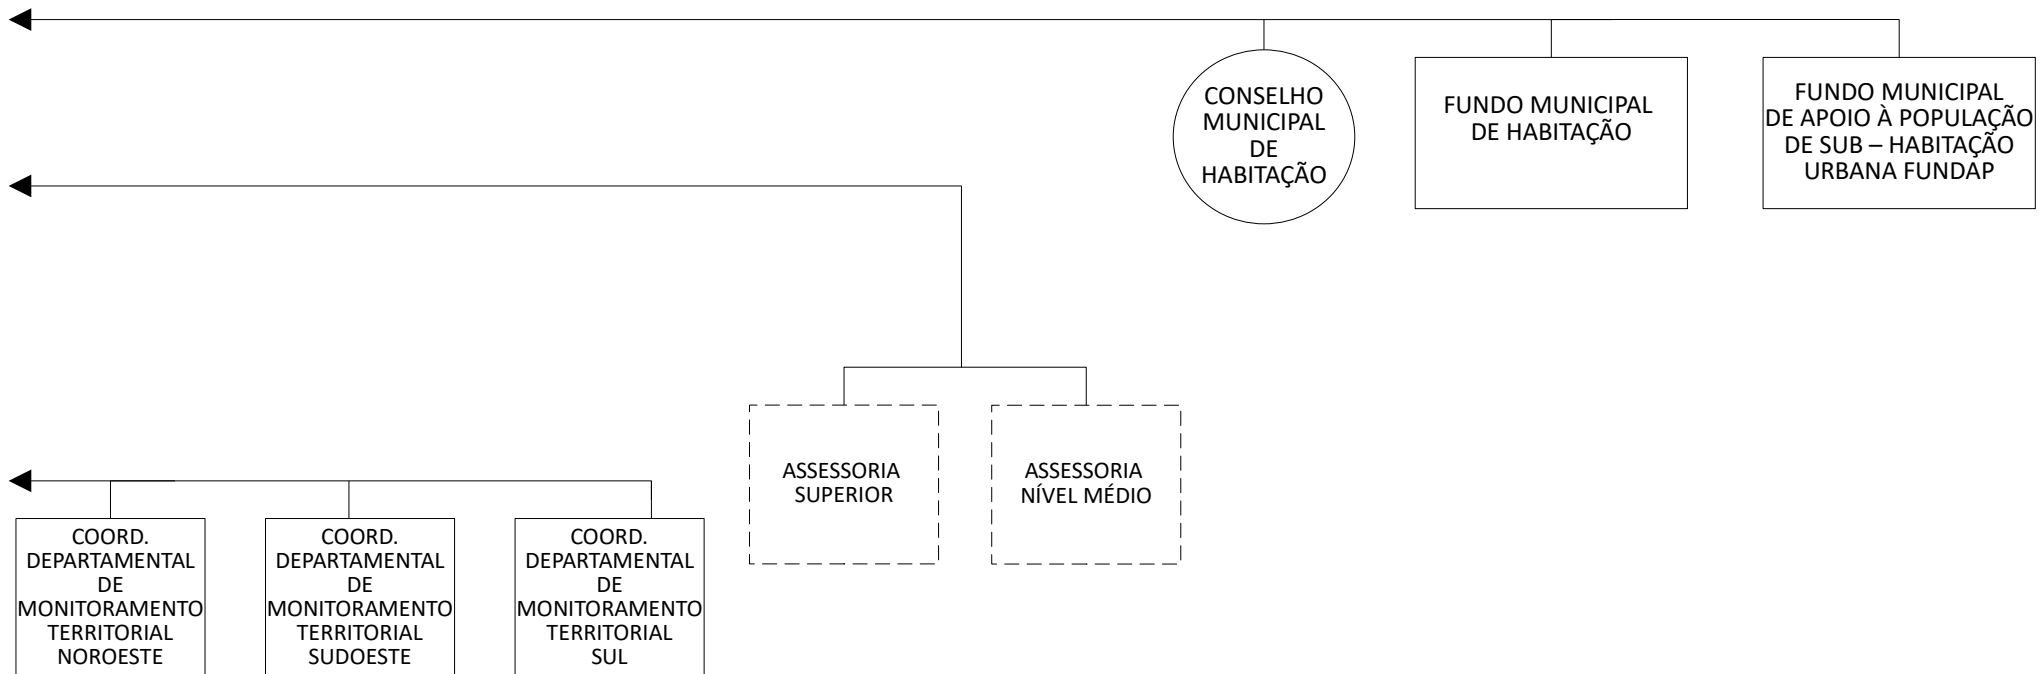 CONSELHO
MUNICIPAL
DE
HABITAÇÃO
FUNDO MUNICIPAL
DE HABITAÇÃO
FUNDO MUNICIPAL
DE APOIO À POPULAÇÃO
DE SUB – HABITAÇÃO
URBANA FUNDAP
ASSESSORIA
SUPERIOR
ASSESSORIA
NÍVEL MÉDIO
COORD.
DEPARTAMENTAL
DE
MONITORAMENTO
TERRITORIAL
NOROESTE
COORD.
DEPARTAMENTAL
DE
MONITORAMENTO
TERRITORIAL
SUDOESTE
COORD.
DEPARTAMENTAL
DE
MONITORAMENTO
TERRITORIAL
SUL